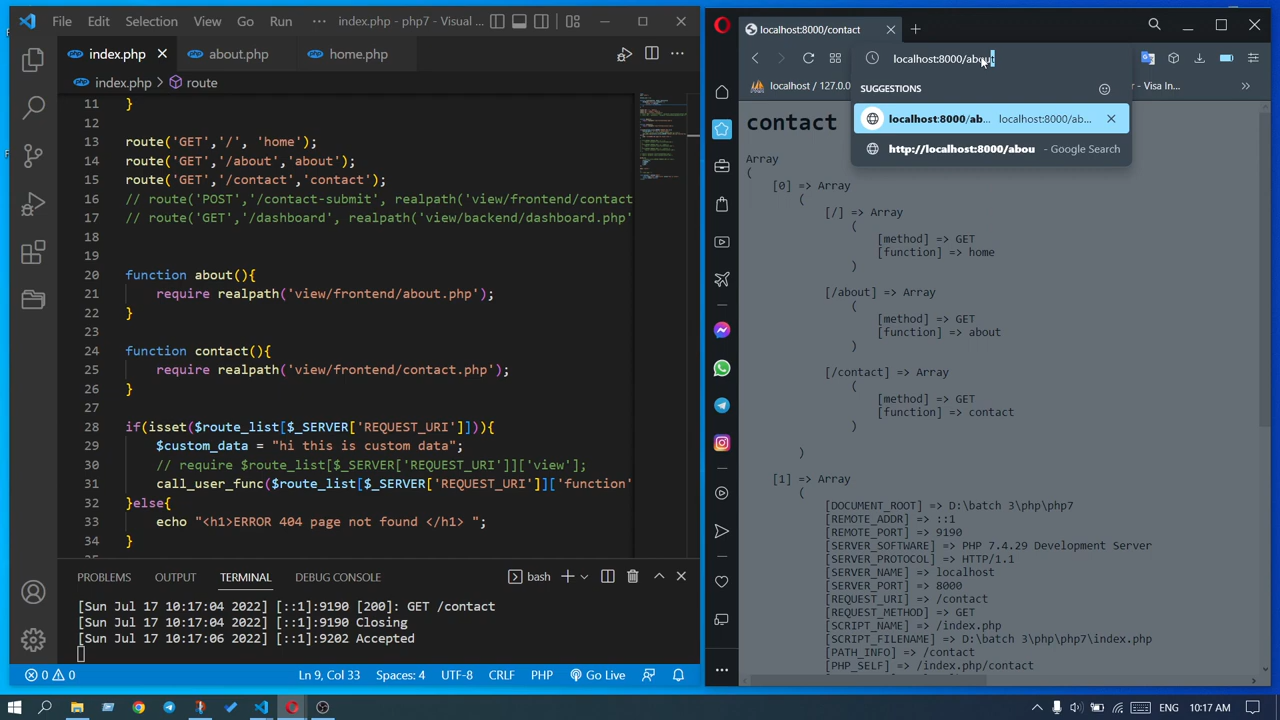 File
Edit
Selection
View
Go
Run
index.php - php7 - Visual ...
index.php
about.php
home.php
index.php
route
11 }
12
13 route('GET','/', 'home');
14 route('GET','/about','about');
15 route('GET','/contact','contact');
16 // route('POST','/contact-submit', realpath('view/frontend/contact
17 // route('GET','/dashboard', realpath('view/backend/dashboard.php'
18
19
20 function about(){
21 require realpath('view/frontend/about.php');
22 }
23
24 function contact(){
25 require realpath('view/frontend/contact.php');
26 }
27
28 if(isset($route_list[$_SERVER['REQUEST_URI']])){
29 $custom_data = "hi this is custom data";
30 // require $route_list[$_SERVER['REQUEST_URI']]['view'];
31 call_user_func($route_list[$_SERVER['REQUEST_URI']]['function'
32 }else{
33 echo "<h1>ERROR 404 page not found </h1> ";
34 }
PROBLEMS
OUTPUT
TERMINAL
DEBUG CONSOLE
bash
[Sun Jul 17 10:17:04 2022] [::1]:9190 [200]: GET /contact
[Sun Jul 17 10:17:04 2022] [::1]:9190 Closing
[Sun Jul 17 10:17:06 2022] [::1]:9202 Accepted
0
0
Ln 9, Col 33
Spaces: 4
UTF-8
CRLF
PHP
Go Live
localhost:8000/contact
localhost:8000/about
localhost / 127.0.0
r - Visa In...
SUGGESTIONS
localhost:8000/ab...
localhost:8000/ab...
http://localhost:8000/abou
- Google Search
contact
Array
(
[0] => Array
(
[/] => Array
(
[method] => GET
[function] => home
)
[/about] => Array
(
[method] => GET
[function] => about
)
[/contact] => Array
(
[method] => GET
[function] => contact
)
)
[1] => Array
(
[DOCUMENT_ROOT] => D:\batch 3\php\php7
[REMOTE_ADDR] => ::1
[REMOTE_PORT] => 9190
[SERVER_SOFTWARE] => PHP 7.4.29 Development Server
[SERVER_PROTOCOL] => HTTP/1.1
[SERVER_NAME] => localhost
[SERVER_PORT] => 8000
[REQUEST_URI] => /contact
[REQUEST_METHOD] => GET
[SCRIPT_NAME] => /index.php
[SCRIPT_FILENAME] => D:\batch 3\php\php7\index.php
[PATH_INFO] => /contact
[PHP_SELF] => /index.php/contact
ENG
10:17 AM